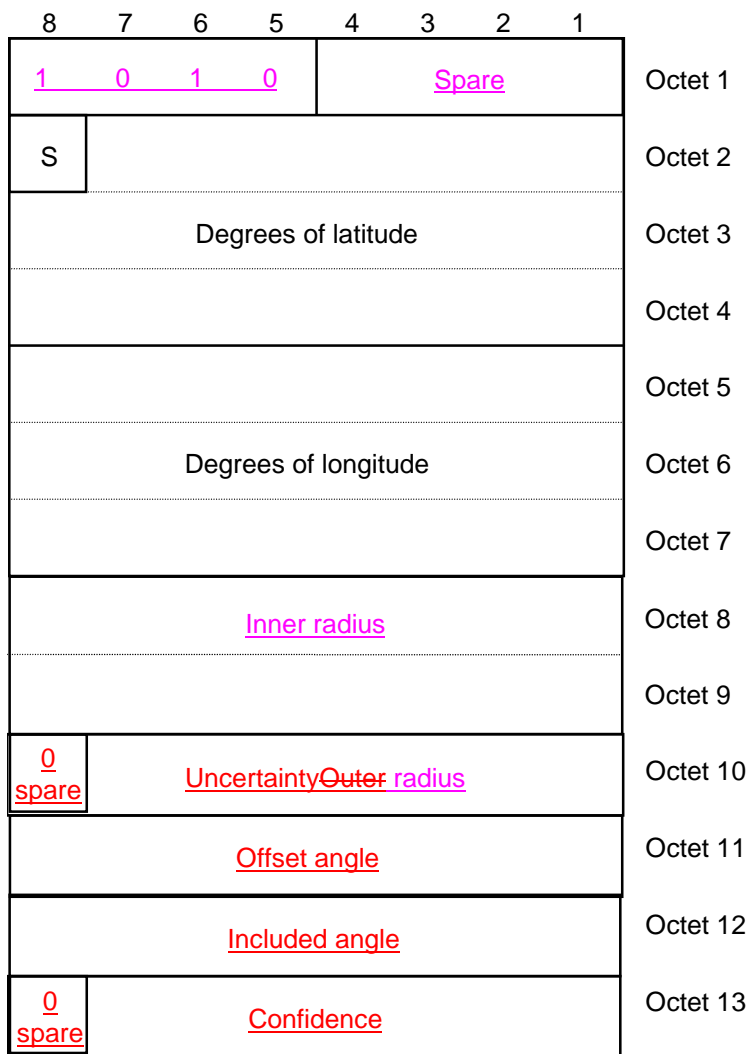 8 7 6 5 4 3 2 1
1 0 1 0 Spare Octet 1
S Octet 2
Degrees of latitude Octet 3
Octet 4
Octet 5
Degrees of longitude Octet 6
Octet 7
Inner radius Octet 8
Octet 9
0
spare
UncertaintyOuter radius Octet 10
Offset angle Octet 11
Included angle Octet 12
0
spare
Confidence Octet 13